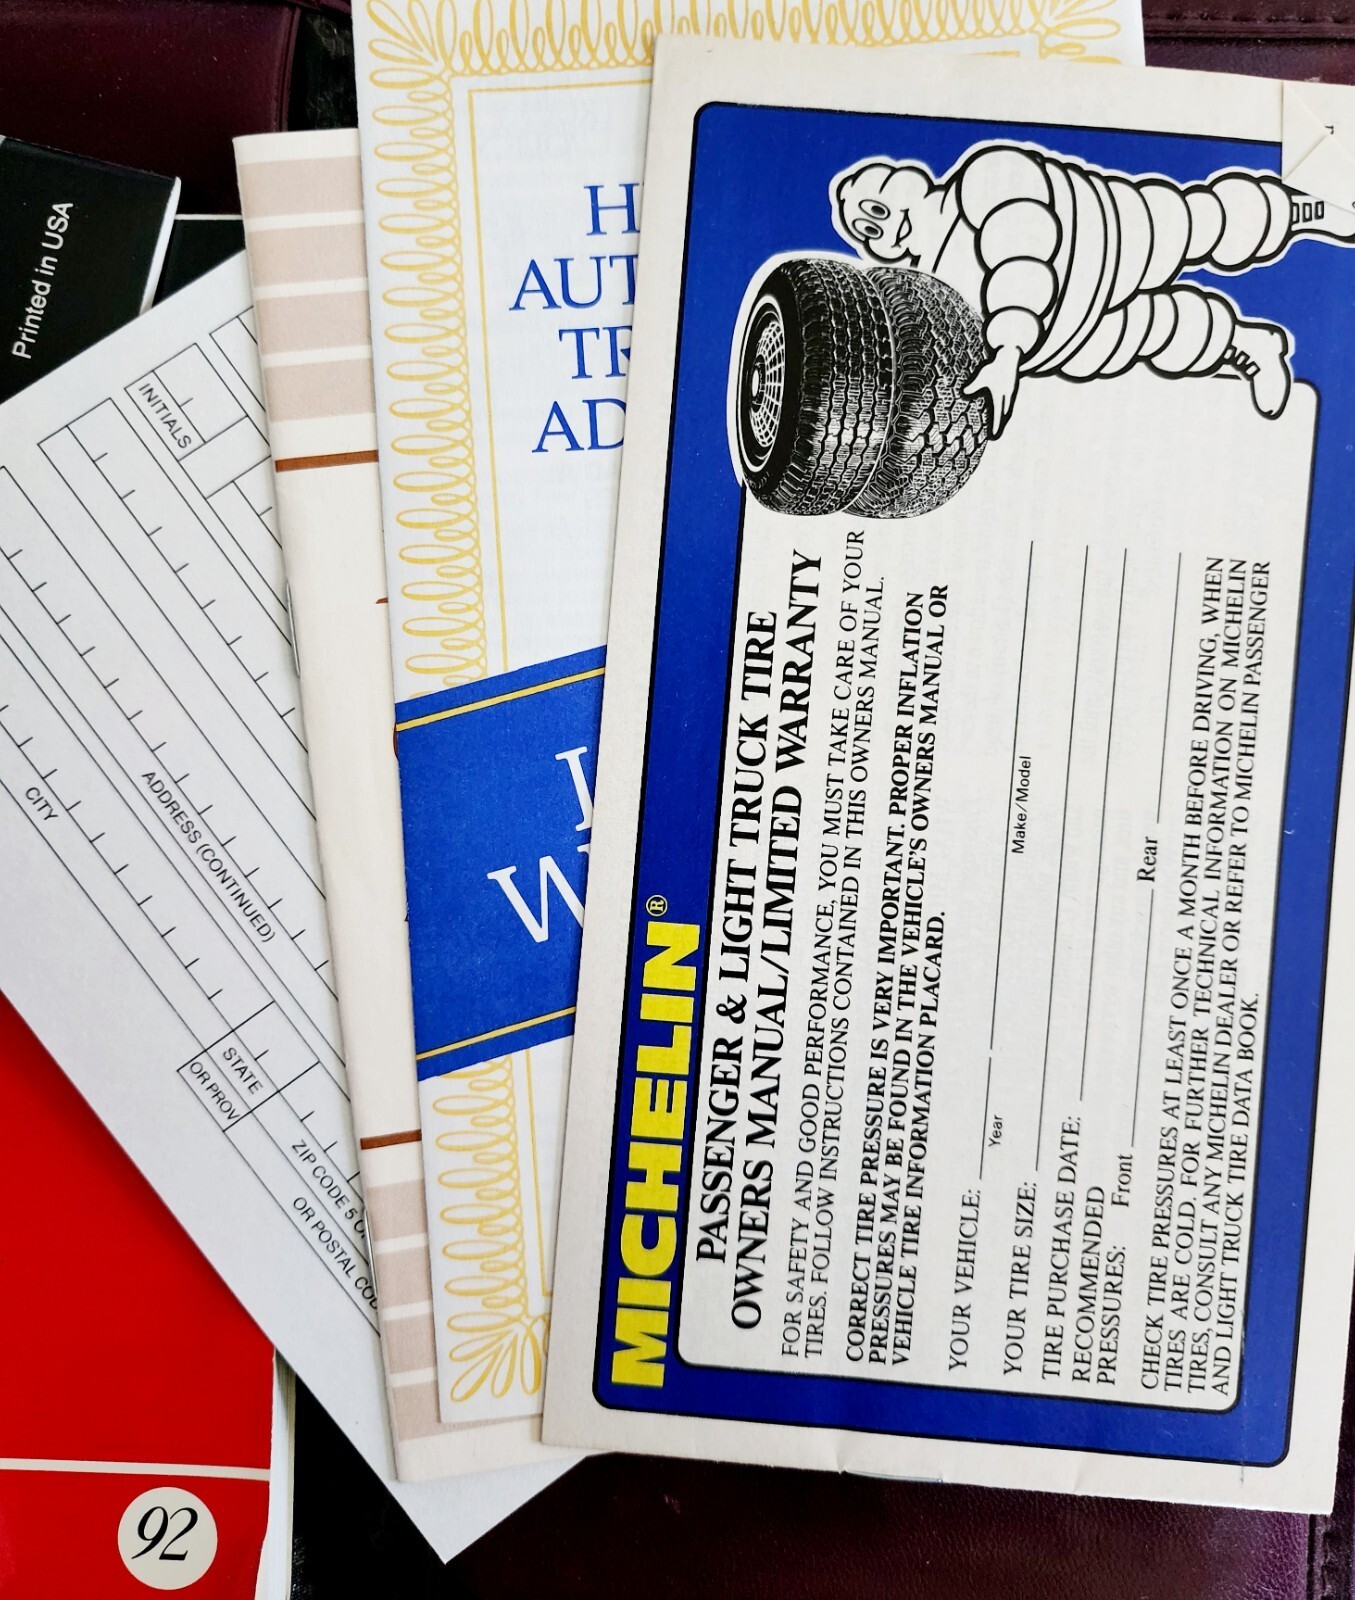 Printed in USA
INITIALS
ADDRESS (CONTINUED)
CITY
STATE
OR PROV
ZIP CODE 5
OR POSTAL
92
H
AUT
TR
AD
W
MICHELIN®
PASSENGER & LIGHT TRUCK TIRE
OWNERS MANUAL/LIMITED WARRANTY
FOR SAFETY AND GOOD PERFORMANCE, YOU MUST TAKE CARE OF YOUR
TIRES. FOLLOW INSTRUCTIONS CONTAINED IN THIS OWNERS MANUAL.
CORRECT TIRE PRESSURE IS VERY IMPORTANT. PROPER INFLATION
PRESSURES MAY BE FOUND IN THE VEHICLE'S OWNERS MANUAL OR
VEHICLE TIRE INFORMATION PLACARD.
YOUR VEHICLE:
Year Make/Model
YOUR TIRE SIZE:
TIRE PURCHASE DATE:
RECOMMENDED
PRESSURES: Front Rear
CHECK TIRE PRESSURES AT LEAST ONCE A MONTH BEFORE DRIVING, WHEN
TIRES ARE COLD. FOR FURTHER TECHNICAL INFORMATION ON MICHELIN
TIRES, CONSULT ANY MICHELIN DEALER OR REFER TO MICHELIN PASSENGER
AND LIGHT TRUCK TIRE DATA BOOK.